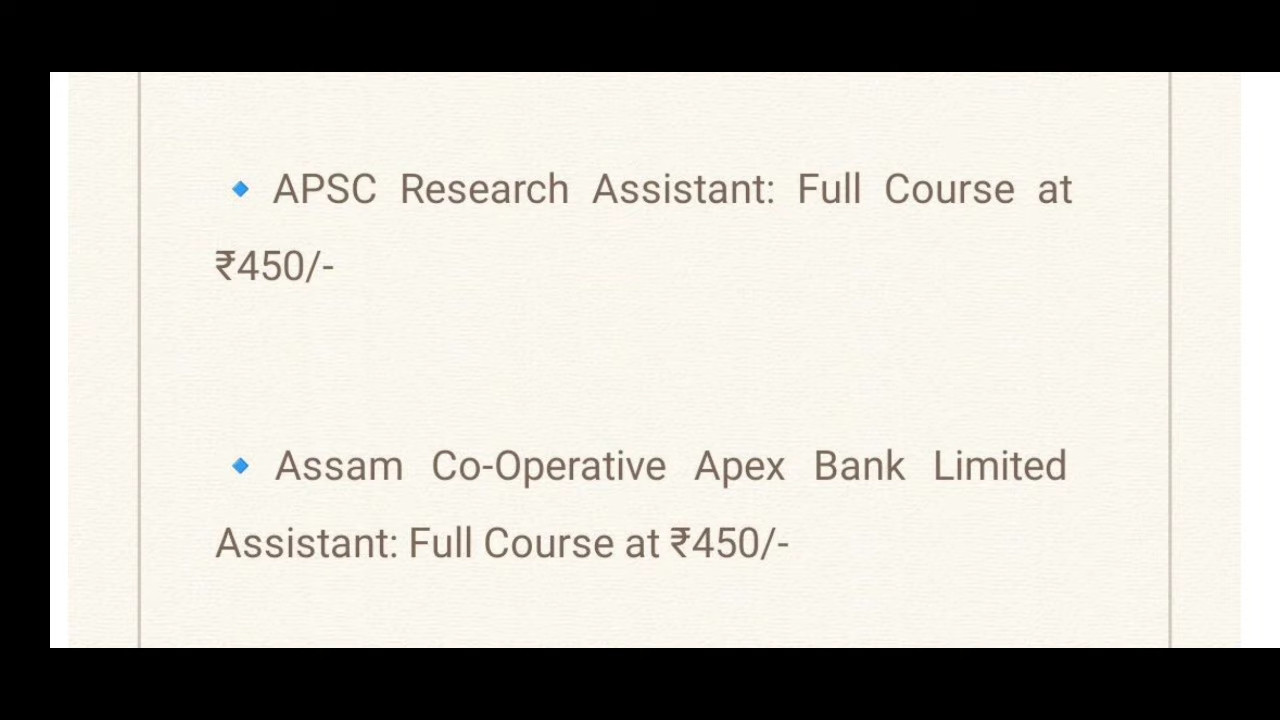 🔹 APSC Research Assistant: Full Course at
₹450/-
🔹 Assam Co-Operative Apex Bank Limited
Assistant: Full Course at ₹450/-